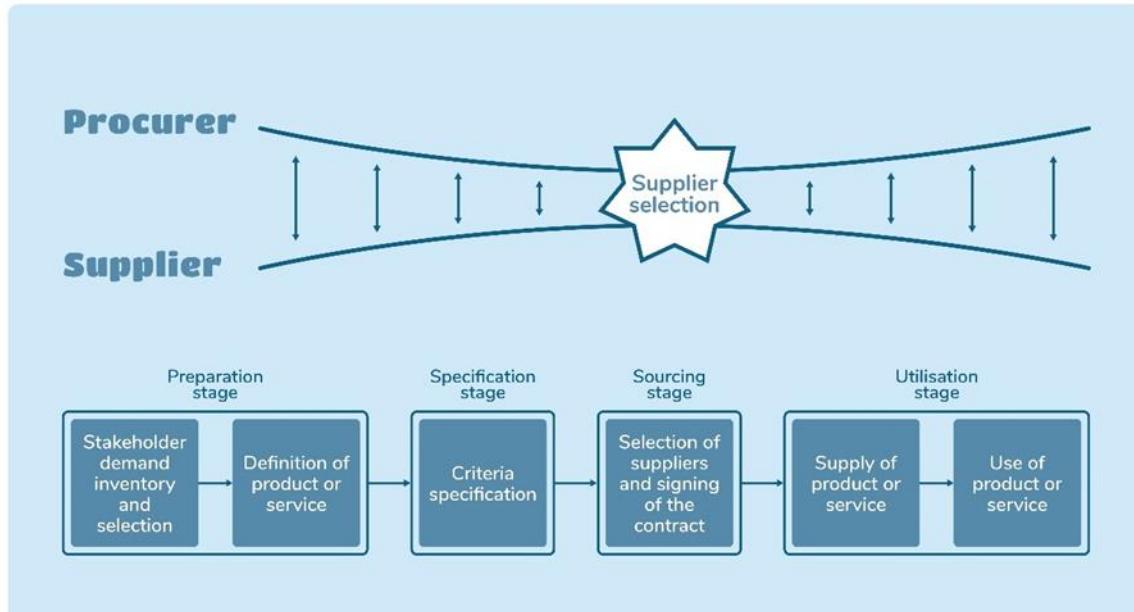 Procurer
Supplier
selection
Supplier
Preparation
stage
Specification
stage
Sourcing
stage
Utilisation
stage
Stakeholder
demand
inventory
and
selection
Definition of
product or
service
Criteria
specification
Selection of
suppliers
and signing
of the
contract
Supply of
product or
service
Use of
product or
service